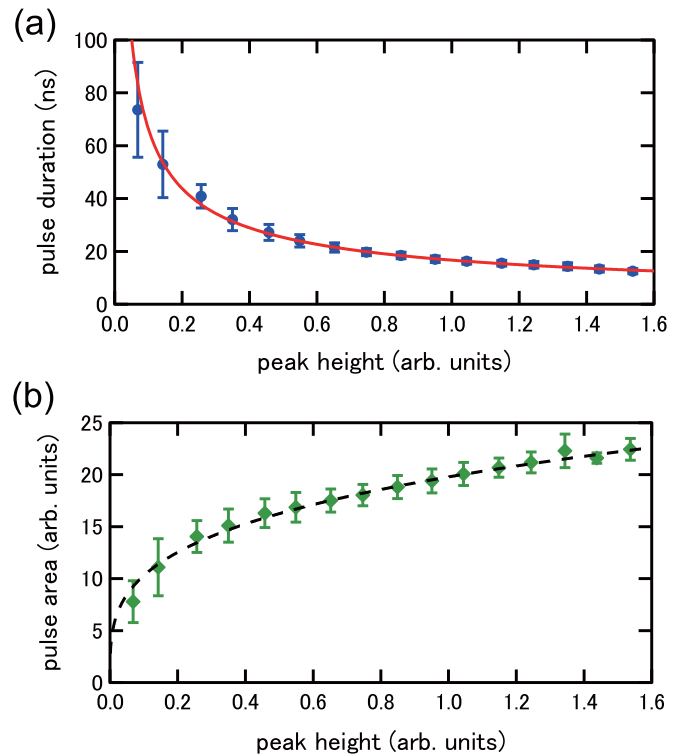 (a)
100
80
60
40
20
0
pulse duration (ns)
0.0 0.2 0.4 0.6 0.8 1.0 1.2 1.4 1.6
peak height (arb. units)
(b)
25
20
15
10
5
0
pulse area (arb. units)
0.0 0.2 0.4 0.6 0.8 1.0 1.2 1.4 1.6
peak height (arb. units)